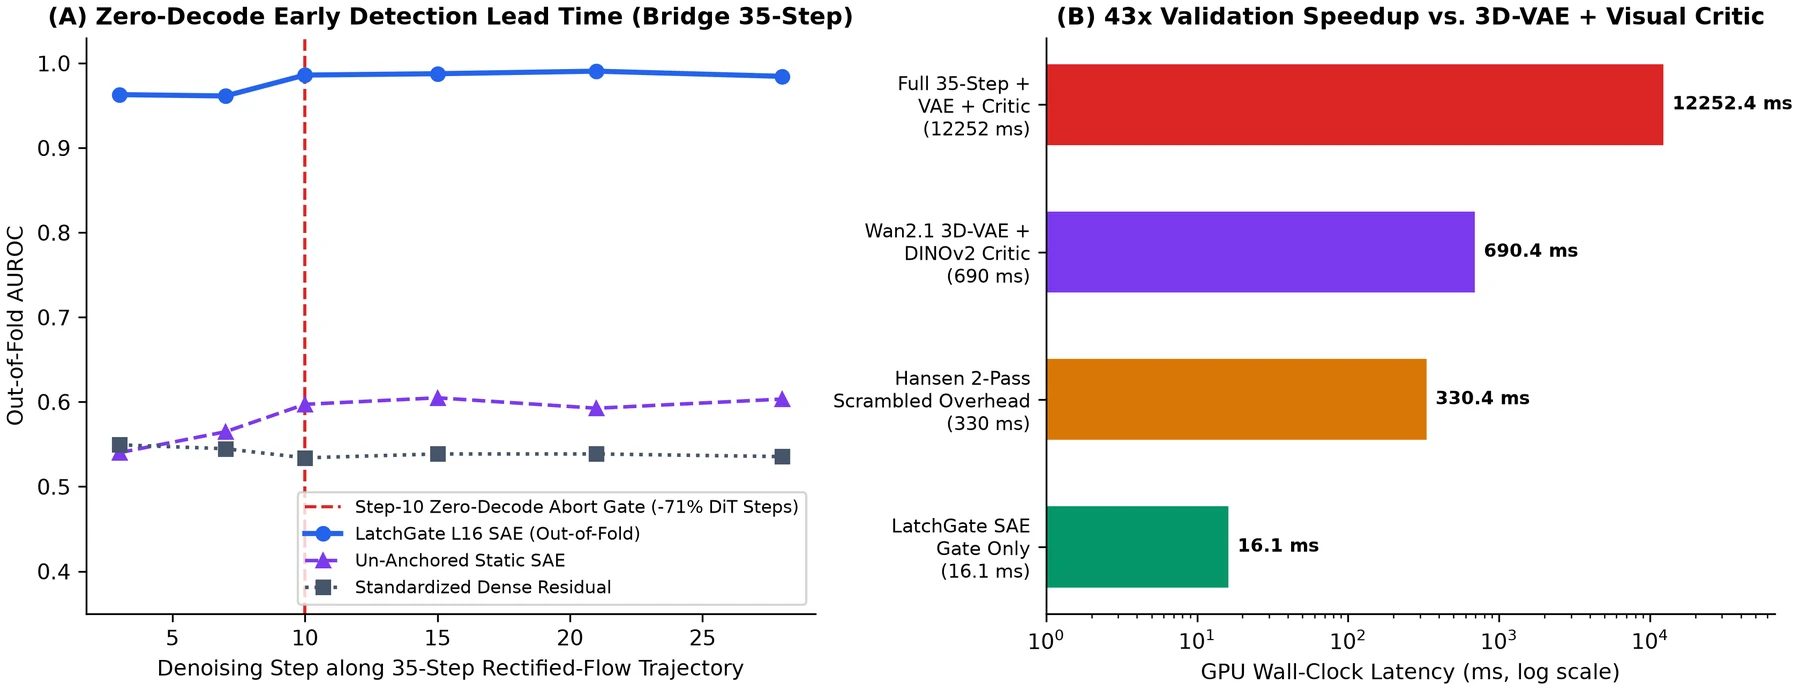 (A) Zero-Decode Early Detection Lead Time (Bridge 35-Step)
Out-of-Fold AUROC
1.0
0.9
0.8
0.7
0.6
0.5
0.4
5
10
15
20
25
Denoising Step along 35-Step Rectified-Flow Trajectory
Step-10 Zero-Decode Abort Gate (-71% DiT Steps)
LatchGate L16 SAE (Out-of-Fold)
Un-Anchored Static SAE
Standardized Dense Residual
(B) 43x Validation Speedup vs. 3D-VAE + Visual Critic
Full 35-Step +
VAE + Critic
(12252 ms)
12252.4 ms
Wan2.1 3D-VAE +
DINOv2 Critic
(690 ms)
690.4 ms
Hansen 2-Pass
Scrambled Overhead
(330 ms)
330.4 ms
LatchGate SAE
Gate Only
(16.1 ms)
16.1 ms
10⁰
10¹
10²
10³
10⁴
GPU Wall-Clock Latency (ms, log scale)